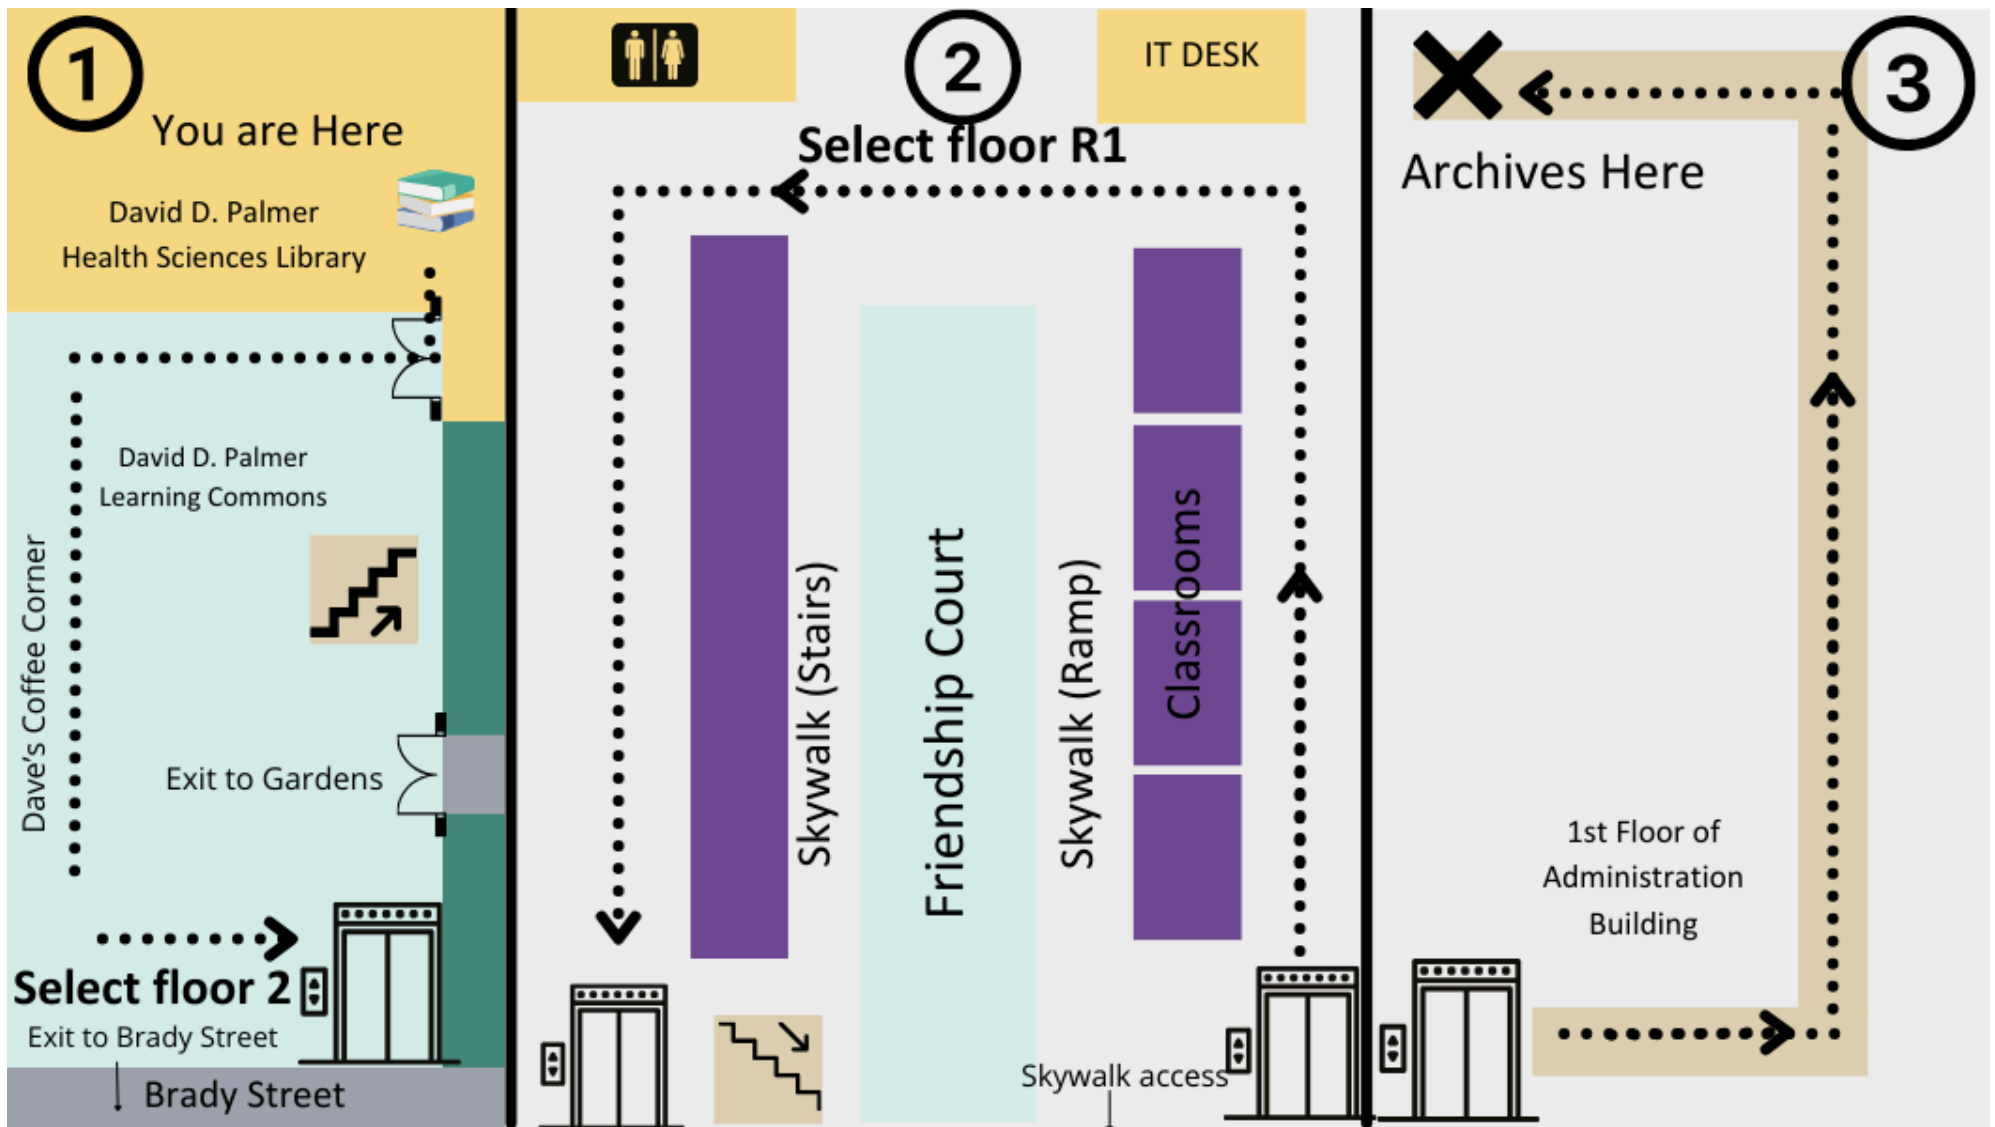 1
You are Here
David D. Palmer
Health Sciences Library
David D. Palmer
Learning Commons
Dave's Coffee Corner
Exit to Gardens
Select floor 2
Exit to Brady Street
Brady Street
2
IT DESK
Select floor R1
Skywalk (Stairs)
Friendship Court
Skywalk (Ramp)
Classrooms
Skywalk access
3
Archives Here
1st Floor of
Administration
Building